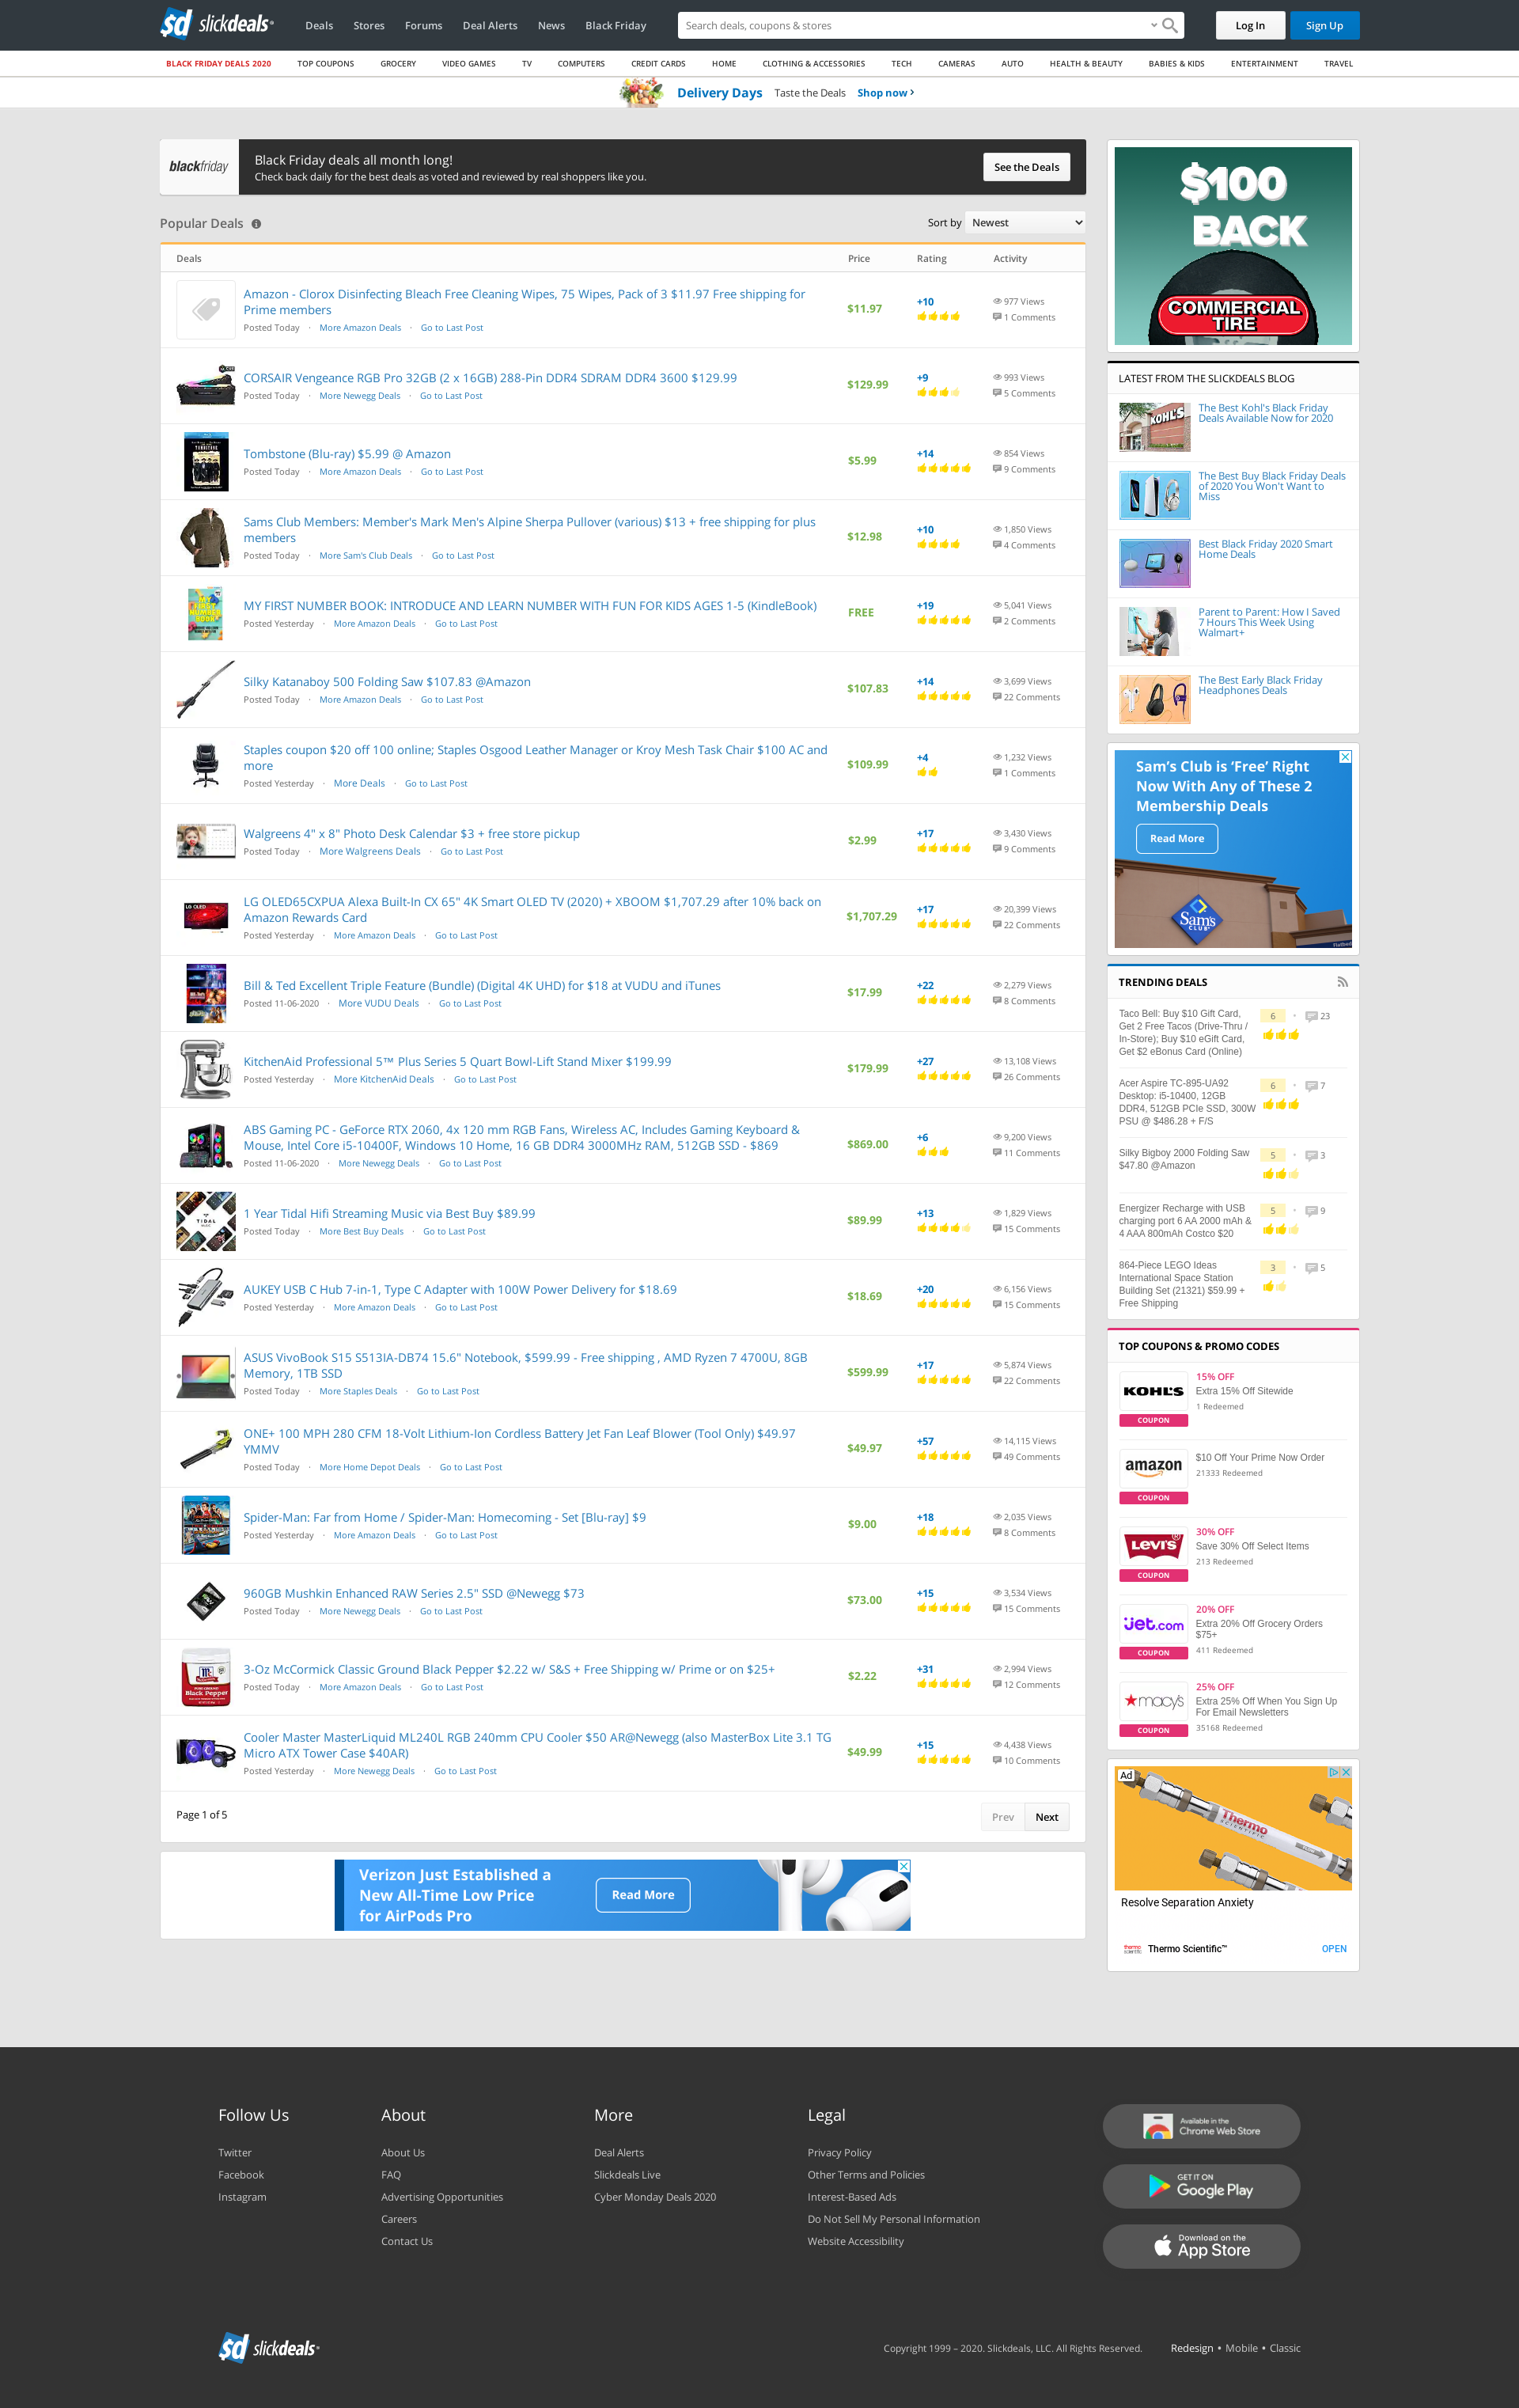 sd slickdeals
Deals
Stores
Forums
Deal Alerts
News
Black Friday
Search deals, coupons & stores
Log In
Sign Up
BLACK FRIDAY DEALS 2020
TOP COUPONS
GROCERY
VIDEO GAMES
TV
COMPUTERS
CREDIT CARDS
HOME
CLOTHING & ACCESSORIES
TECH
CAMERAS
AUTO
HEALTH & BEAUTY
BABIES & KIDS
ENTERTAINMENT
TRAVEL
Delivery Days Taste the Deals Shop now
blackfriday
Black Friday deals all month long!
Check back daily for the best deals as voted and reviewed by real shoppers like you.
See the Deals
Popular Deals
Sort by Newest
Deals Price Rating Activity
Amazon - Clorox Disinfecting Bleach Free Cleaning Wipes, 75 Wipes, Pack of 3 $11.97 Free shipping for
Prime members
Posted Today · More Amazon Deals · Go to Last Post
$11.97
+10
977 Views
1 Comments
CORSAIR Vengeance RGB Pro 32GB (2 x 16GB) 288-Pin DDR4 SDRAM DDR4 3600 $129.99
Posted Today · More Newegg Deals · Go to Last Post
$129.99
+9
993 Views
5 Comments
TOMBSTONE
Tombstone (Blu-ray) $5.99 @ Amazon
Posted Today · More Amazon Deals · Go to Last Post
$5.99
+14
854 Views
9 Comments
Sams Club Members: Member's Mark Men's Alpine Sherpa Pullover (various) $13 + free shipping for plus
members
Posted Today · More Sam's Club Deals · Go to Last Post
$12.98
+10
1,850 Views
4 Comments
MY FIRST NUMBER BOOK
MY FIRST NUMBER BOOK: INTRODUCE AND LEARN NUMBER WITH FUN FOR KIDS AGES 1-5 (KindleBook)
Posted Yesterday · More Amazon Deals · Go to Last Post
FREE
+19
5,041 Views
2 Comments
Silky Katanaboy 500 Folding Saw $107.83 @Amazon
Posted Today · More Amazon Deals · Go to Last Post
$107.83
+14
3,699 Views
22 Comments
Staples coupon $20 off 100 online; Staples Osgood Leather Manager or Kroy Mesh Task Chair $100 AC and
more
Posted Yesterday · More Deals · Go to Last Post
$109.99
+4
1,232 Views
1 Comments
Walgreens 4" x 8" Photo Desk Calendar $3 + free store pickup
Posted Today · More Walgreens Deals · Go to Last Post
$2.99
+17
3,430 Views
9 Comments
LG OLED
LG OLED65CXPUA Alexa Built-In CX 65" 4K Smart OLED TV (2020) + XBOOM $1,707.29 after 10% back on
Amazon Rewards Card
Posted Yesterday · More Amazon Deals · Go to Last Post
$1,707.29
+17
20,399 Views
22 Comments
Bill & Ted Excellent Triple Feature (Bundle) (Digital 4K UHD) for $18 at VUDU and iTunes
Posted 11-06-2020 · More VUDU Deals · Go to Last Post
$17.99
+22
2,279 Views
8 Comments
KitchenAid Professional 5™ Plus Series 5 Quart Bowl-Lift Stand Mixer $199.99
Posted Yesterday · More KitchenAid Deals · Go to Last Post
$179.99
+27
13,108 Views
26 Comments
ABS Gaming PC - GeForce RTX 2060, 4x 120 mm RGB Fans, Wireless AC, Includes Gaming Keyboard &
Mouse, Intel Core i5-10400F, Windows 10 Home, 16 GB DDR4 3000MHz RAM, 512GB SSD - $869
Posted 11-06-2020 · More Newegg Deals · Go to Last Post
$869.00
+6
9,200 Views
11 Comments
TIDAL
1 Year Tidal Hifi Streaming Music via Best Buy $89.99
Posted Today · More Best Buy Deals · Go to Last Post
$89.99
+13
1,829 Views
15 Comments
AUKEY USB C Hub 7-in-1, Type C Adapter with 100W Power Delivery for $18.69
Posted Yesterday · More Amazon Deals · Go to Last Post
$18.69
+20
6,156 Views
15 Comments
ASUS VivoBook S15 S513IA-DB74 15.6" Notebook, $599.99 - Free shipping , AMD Ryzen 7 4700U, 8GB
Memory, 1TB SSD
Posted Today · More Staples Deals · Go to Last Post
$599.99
+17
5,874 Views
22 Comments
ONE+ 100 MPH 280 CFM 18-Volt Lithium-Ion Cordless Battery Jet Fan Leaf Blower (Tool Only) $49.97
YMMV
Posted Today · More Home Depot Deals · Go to Last Post
$49.97
+57
14,115 Views
49 Comments
Spider-Man: Far from Home / Spider-Man: Homecoming - Set [Blu-ray] $9
Posted Yesterday · More Amazon Deals · Go to Last Post
$9.00
+18
2,035 Views
8 Comments
960GB Mushkin Enhanced RAW Series 2.5" SSD @Newegg $73
Posted Today · More Newegg Deals · Go to Last Post
$73.00
+15
3,534 Views
15 Comments
Black Pepper
3-Oz McCormick Classic Ground Black Pepper $2.22 w/ S&S + Free Shipping w/ Prime or on $25+
Posted Today · More Amazon Deals · Go to Last Post
$2.22
+31
2,994 Views
12 Comments
Cooler Master MasterLiquid ML240L RGB 240mm CPU Cooler $50 AR@Newegg (also MasterBox Lite 3.1 TG
Micro ATX Tower Case $40AR)
Posted Yesterday · More Newegg Deals · Go to Last Post
$49.99
+15
4,438 Views
10 Comments
Page 1 of 5
Prev
Next
Verizon Just Established a
New All-Time Low Price
for AirPods Pro
Read More
$100
BACK
COMMERCIAL
TIRE
LATEST FROM THE SLICKDEALS BLOG
KOHL'S
The Best Kohl's Black Friday
Deals Available Now for 2020
The Best Buy Black Friday Deals
of 2020 You Won't Want to
Miss
Best Black Friday 2020 Smart
Home Deals
Parent to Parent: How I Saved
7 Hours This Week Using
Walmart+
The Best Early Black Friday
Headphones Deals
Sam's Club is ‘Free’ Right
Now With Any of These 2
Membership Deals
Read More
Sam's
CLUB
TRENDING DEALS
Taco Bell: Buy $10 Gift Card,
Get 2 Free Tacos (Drive-Thru /
In-Store); Buy $10 eGift Card,
Get $2 eBonus Card (Online)
6 • 23
Acer Aspire TC-895-UA92
Desktop: i5-10400, 12GB
DDR4, 512GB PCIe SSD, 300W
PSU @ $486.28 + F/S
6 • 7
Silky Bigboy 2000 Folding Saw
$47.80 @Amazon
5 • 3
Energizer Recharge with USB
charging port 6 AA 2000 mAh &
4 AAA 800mAh Costco $20
5 • 9
864-Piece LEGO Ideas
International Space Station
Building Set (21321) $59.99 +
Free Shipping
3 • 5
TOP COUPONS & PROMO CODES
KOHL'S
COUPON
15% OFF
Extra 15% Off Sitewide
1 Redeemed
amazon
COUPON
$10 Off Your Prime Now Order
21333 Redeemed
LEVI'S
COUPON
30% OFF
Save 30% Off Select Items
213 Redeemed
jet.com
COUPON
20% OFF
Extra 20% Off Grocery Orders
$75+
411 Redeemed
macy's
COUPON
25% OFF
Extra 25% Off When You Sign Up
For Email Newsletters
35168 Redeemed
Ad
Thermo
SCIENTIFIC
Resolve Separation Anxiety
thermo
scientific
Thermo Scientific™
OPEN
Follow Us
Twitter
Facebook
Instagram
About
About Us
FAQ
Advertising Opportunities
Careers
Contact Us
More
Deal Alerts
Slickdeals Live
Cyber Monday Deals 2020
Legal
Privacy Policy
Other Terms and Policies
Interest-Based Ads
Do Not Sell My Personal Information
Website Accessibility
Available in the
Chrome Web Store
GET IT ON
Google Play
Download on the
App Store
sd slickdeals
Copyright 1999 – 2020. Slickdeals, LLC. All Rights Reserved.
Redesign • Mobile • Classic